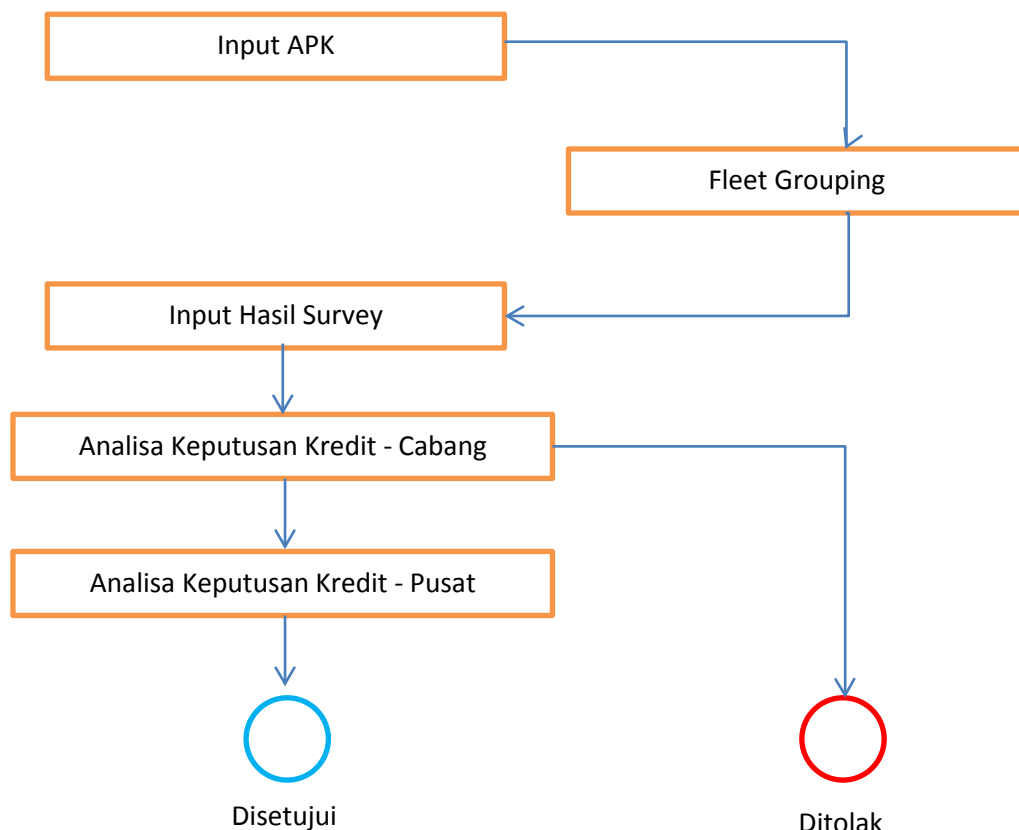 Input APK
Fleet Grouping
Input Hasil Survey
Analisa Keputusan Kredit - Cabang
Analisa Keputusan Kredit - Pusat
Disetujui
Ditolak